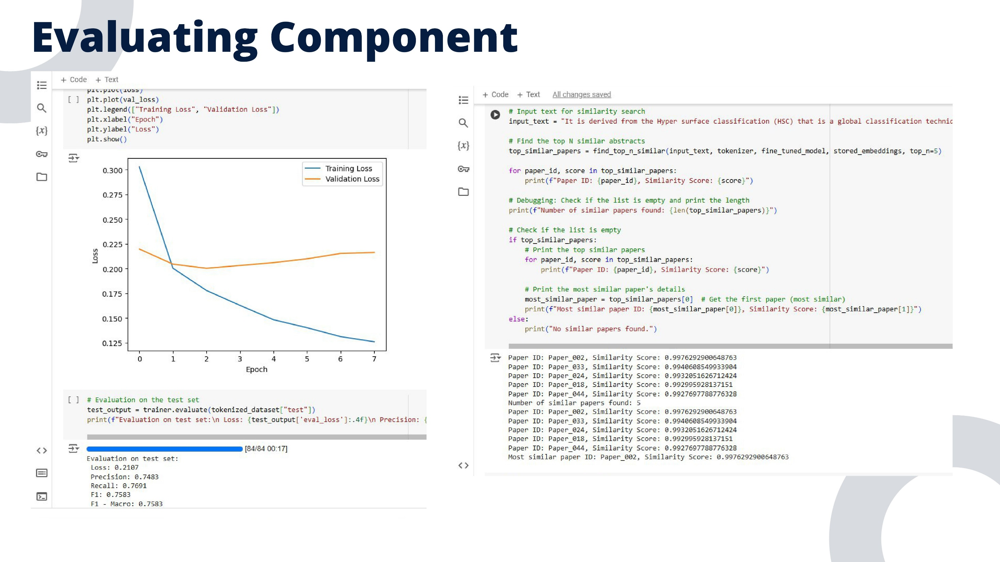 Evaluating Component
+ Code + Text
plt.plot(loss)
[ ] plt.plot(val_loss)
plt.legend(["Training Loss", "Validation Loss"])
plt.xlabel("Epoch")
plt.ylabel("Loss")
plt.show()
{x}
Training Loss
Validation Loss
0.300
0.275
0.250
0.225
0.200
0.175
0.150
0.125
Loss
0 1 2 3 4 5 6 7
Epoch
[ ] # Evaluation on the test set
test_output = trainer.evaluate(tokenized_dataset["test"])
print(f"Evaluation on test set:\n Loss: {test_output['eval_loss']:.4f}\n Precision: {
[84/84 00:17]
Evaluation on test set:
Loss: 0.2107
Precision: 0.7483
Recall: 0.7691
F1: 0.7583
F1 - Macro: 0.7583
+ Code + Text All changes saved
{x}
# Input text for similarity search
input_text = "It is derived from the Hyper surface classification (HSC) that is a global classification technic
# Find the top N similar abstracts
top_similar_papers = find_top_n_similar(input_text, tokenizer, fine_tuned_model, stored_embeddings, top_n=5)
for paper_id, score in top_similar_papers:
print(f"Paper ID: {paper_id}, Similarity Score: {score}")
# Debugging: Check if the list is empty and print the length
print(f"Number of similar papers found: {len(top_similar_papers)}")
# Check if the list is empty
if top_similar_papers:
# Print the top similar papers
for paper_id, score in top_similar_papers:
print(f"Paper ID: {paper_id}, Similarity Score: {score}")
# Print the most similar paper's details
most_similar_paper = top_similar_papers[0] # Get the first paper (most similar)
print(f"Most similar paper ID: {most_similar_paper[0]}, Similarity Score: {most_similar_paper[1]}")
else:
print("No similar papers found.")
Paper ID: Paper_002, Similarity Score: 0.9976292900648763
Paper ID: Paper_033, Similarity Score: 0.9940608549933904
Paper ID: Paper_024, Similarity Score: 0.9932051626712424
Paper ID: Paper_018, Similarity Score: 0.992995928137151
Paper ID: Paper_044, Similarity Score: 0.9927697788776328
Number of similar papers found: 5
Paper ID: Paper_002, Similarity Score: 0.9976292900648763
Paper ID: Paper_033, Similarity Score: 0.9940608549933904
Paper ID: Paper_024, Similarity Score: 0.9932051626712424
Paper ID: Paper_018, Similarity Score: 0.992995928137151
Paper ID: Paper_044, Similarity Score: 0.9927697788776328
Most similar paper ID: Paper_002, Similarity Score: 0.9976292900648763